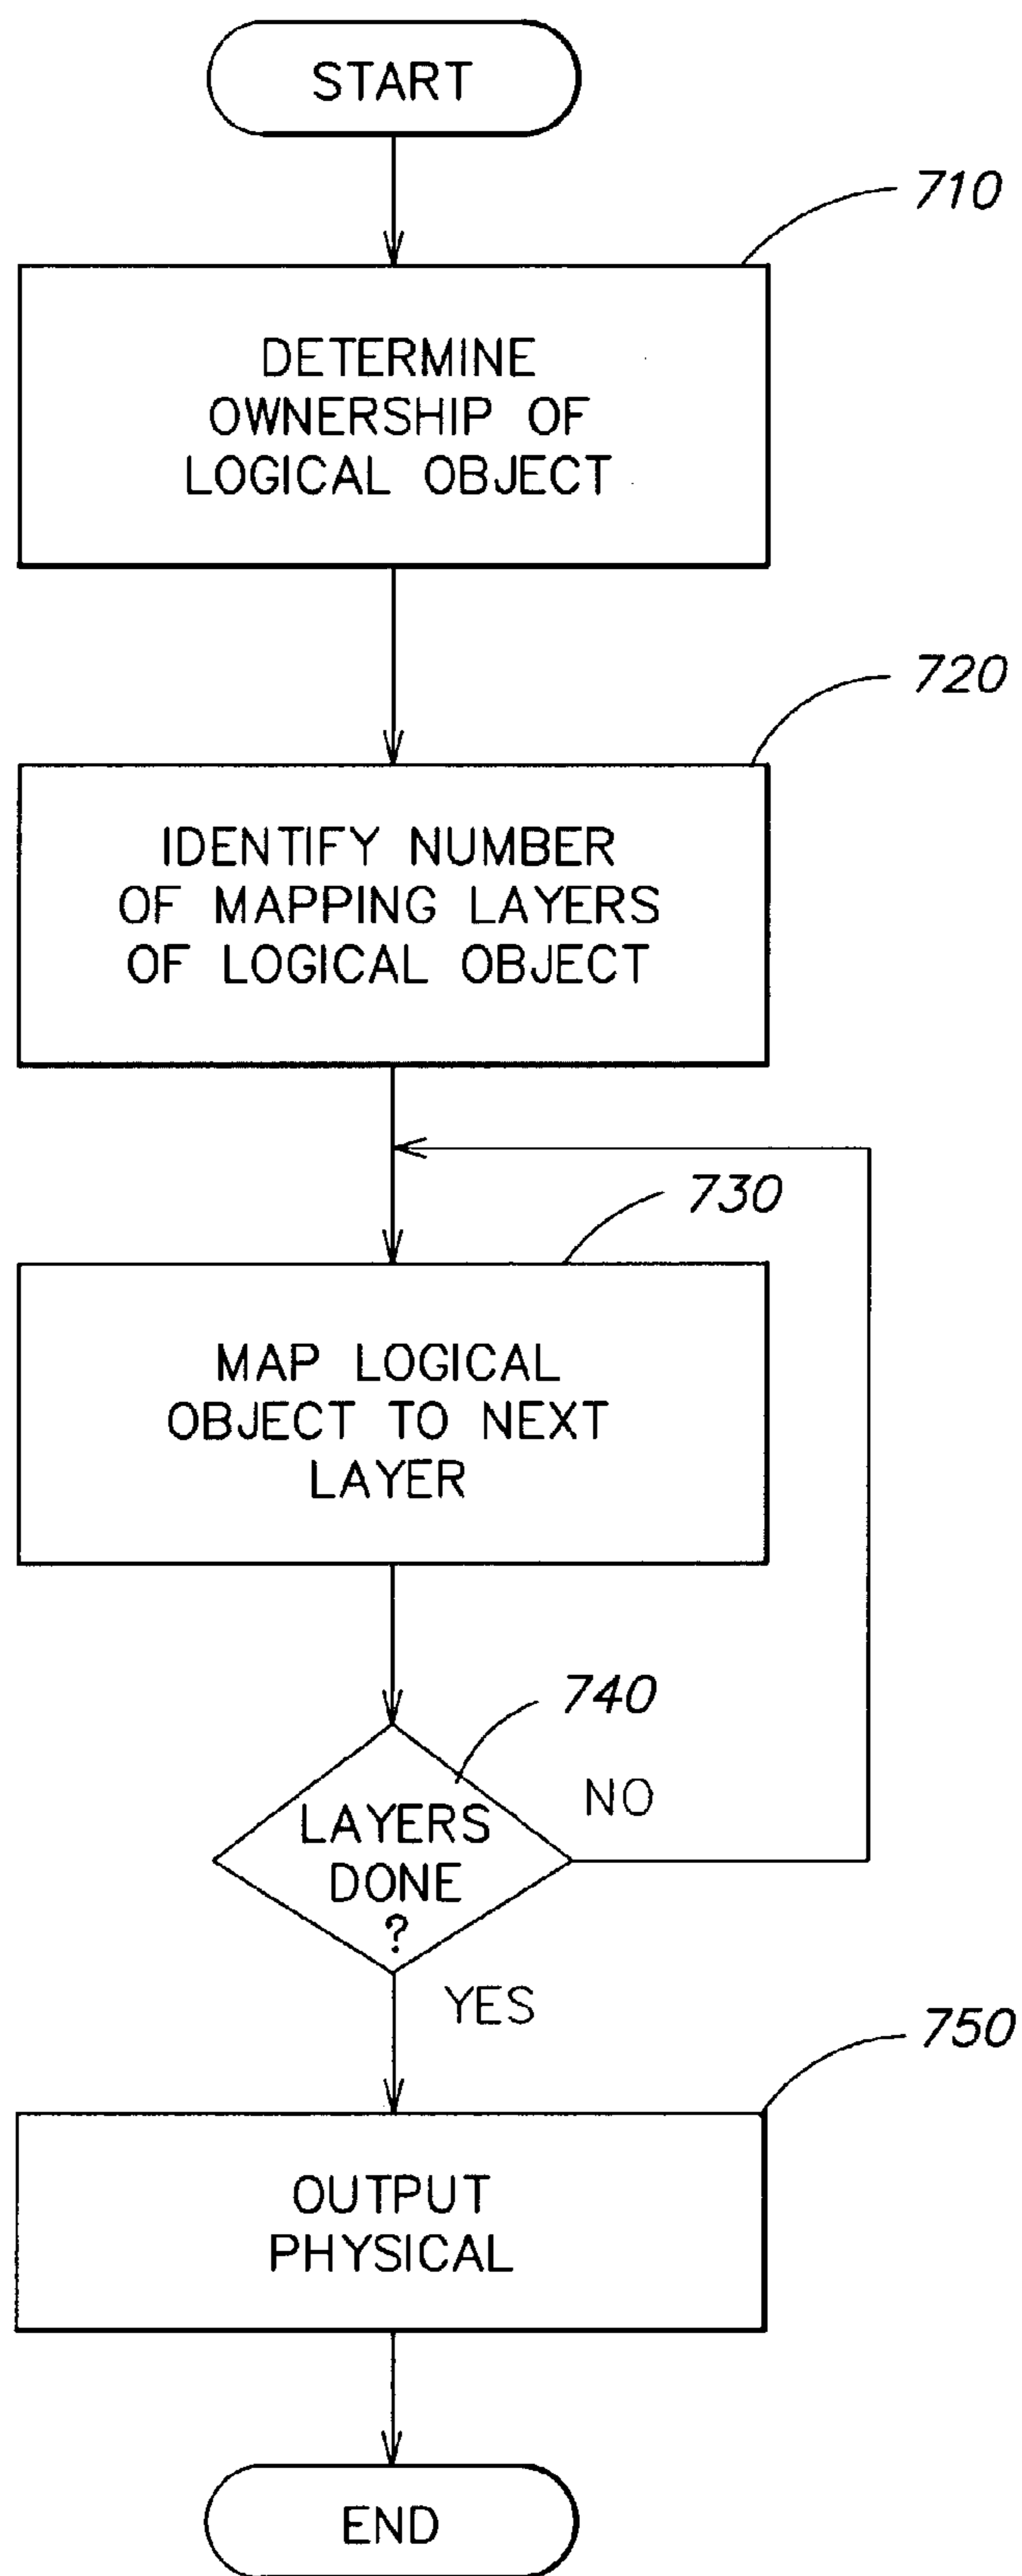 START
710
DETERMINE
OWNERSHIP OF
LOGICAL OBJECT
720
IDENTIFY NUMBER
OF MAPPING LAYERS
OF LOGICAL OBJECT
730
MAP LOGICAL
OBJECT TO NEXT
LAYER
740
NO
LAYERS
DONE
?
YES
750
OUTPUT
PHYSICAL
END